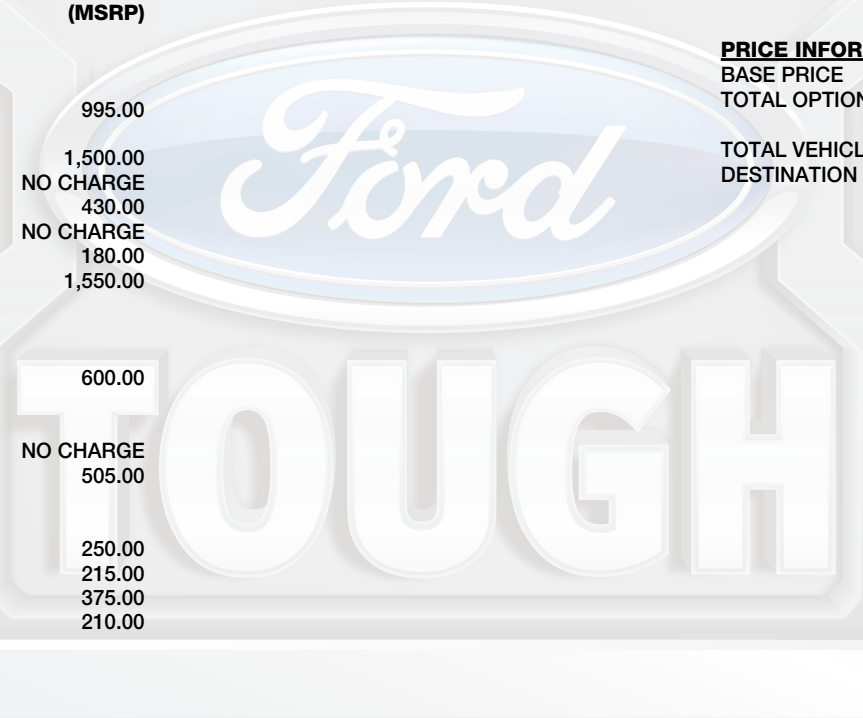 (MSRP)
995.00
1,500.00
NO CHARGE
430.00
NO CHARGE
180.00
1,550.00
600.00
NO CHARGE
505.00
250.00
215.00
375.00
210.00
PRICE INFOR
BASE PRICE
TOTAL OPTION
TOTAL VEHICL
DESTINATION
Ford
TOUGH